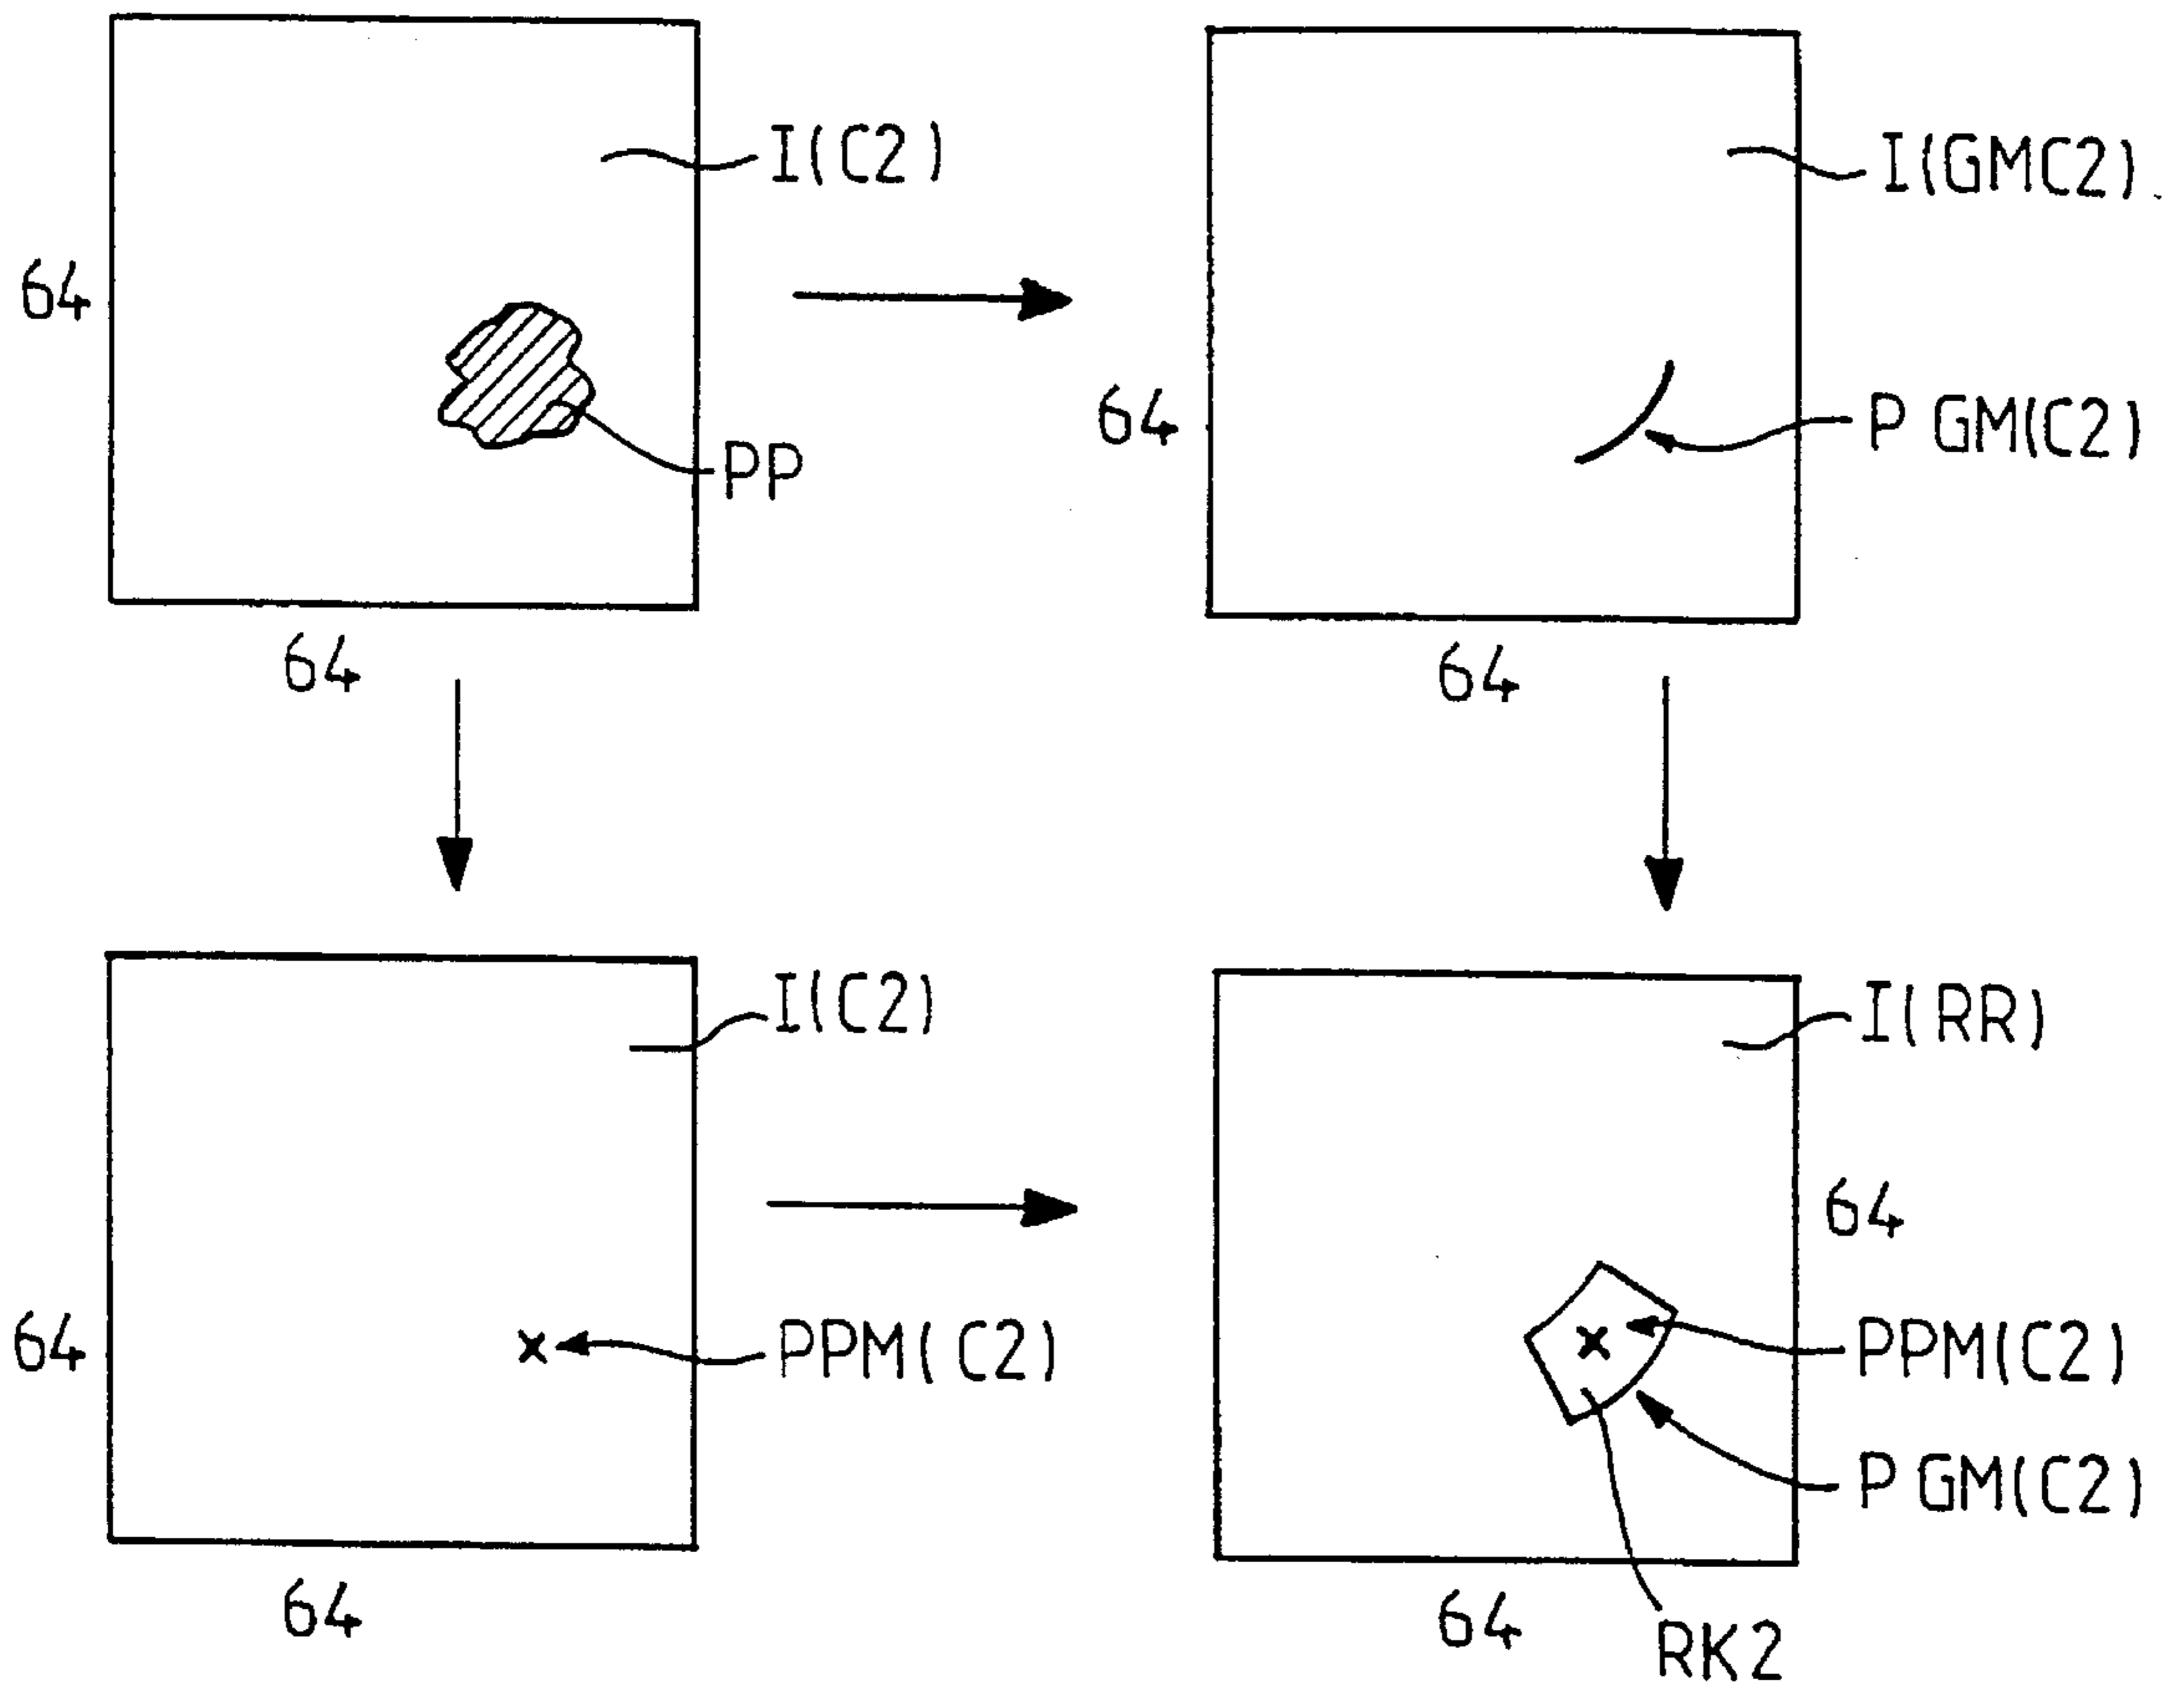 I(C2)
64
PP
64
I(GMC2)
64
P GM(C2)
64
I(C2)
64
PPM(C2)
64
I(RR)
64
PPM(C2)
P GM(C2)
64
RK2